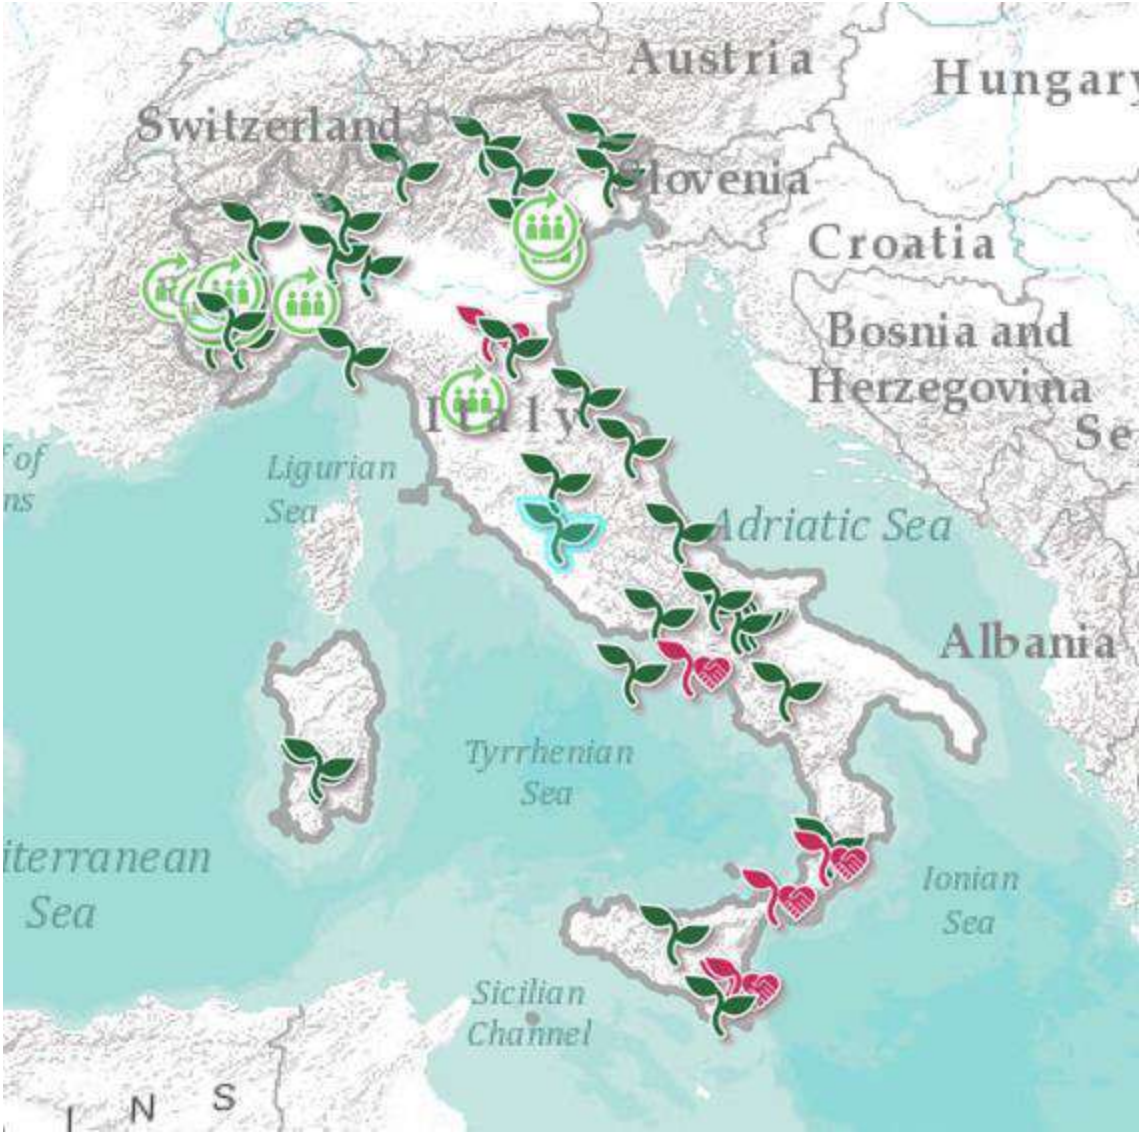 Austria
Hungary
Switzerland
Slovenia
Croatia
Bosnia and
Herzegovina
Italy
Se
f of
ns
Ligurian
Sea
Adriatic Sea
Albania
Tyrrhenian
Sea
iterranean
Sea
Ionian
Sea
Sicilian
Channel
I N S